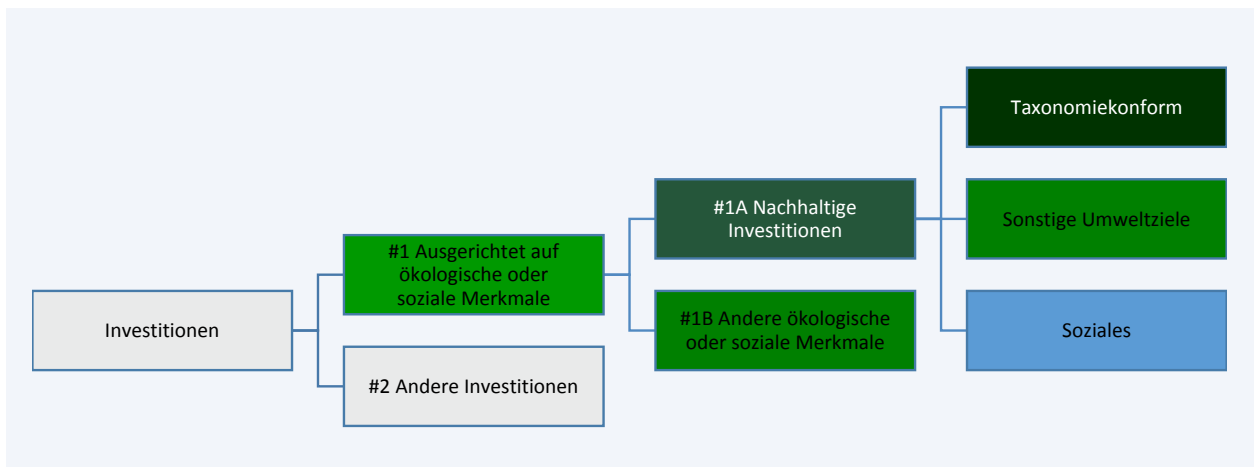 Investitionen
#1 Ausgerichtet auf
ökologische oder
soziale Merkmale
#2 Andere Investitionen
#1A Nachhaltige
Investitionen
#1B Andere ökologische
oder soziale Merkmale
Taxonomiekonform
Sonstige Umweltziele
Soziales